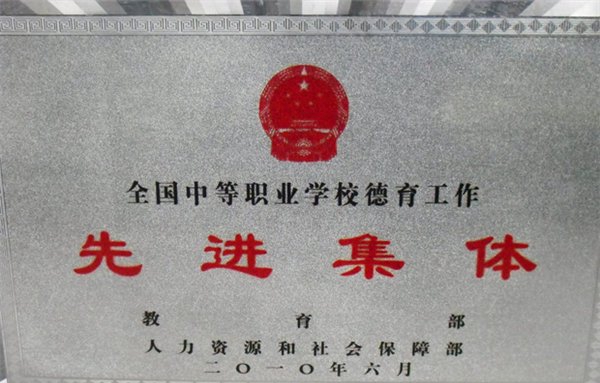 全国中等职业学校德育工作
先进集体
教育部
人力资源和社会保障部
二〇一〇年六月